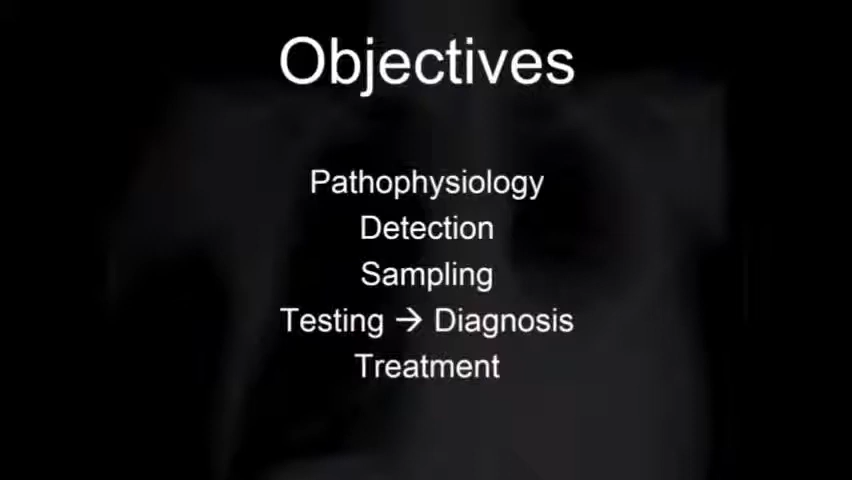 Objectives
Pathophysiology
Detection
Sampling
Testing → Diagnosis
Treatment